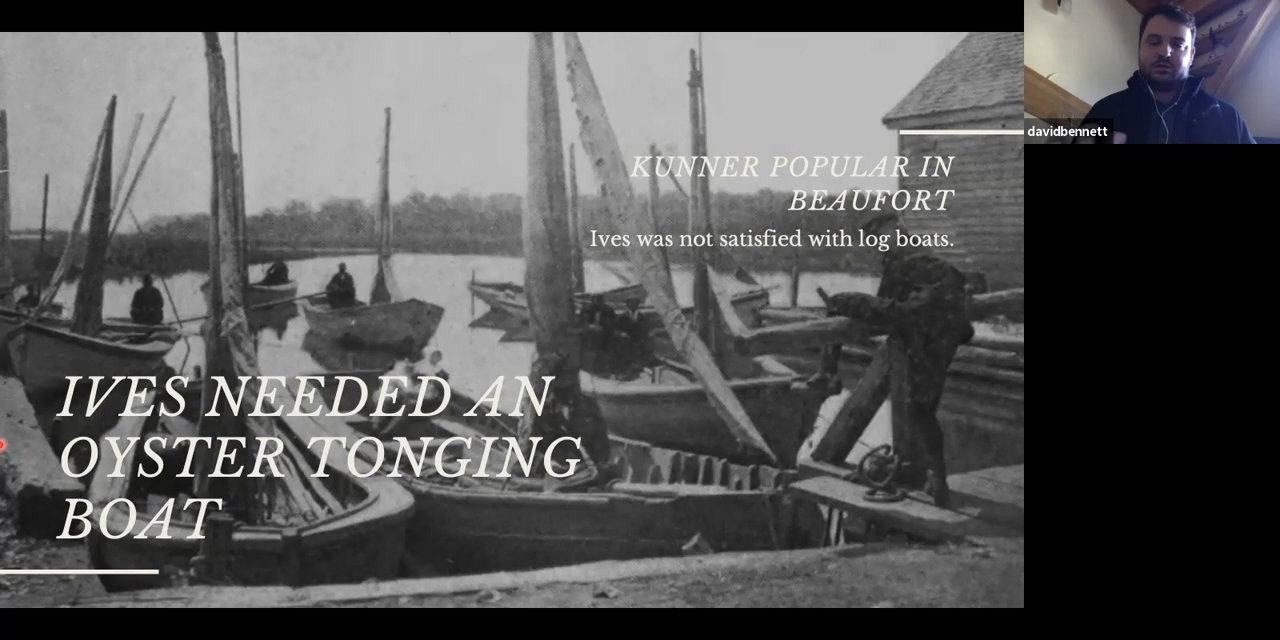 davidbennett
KUNNER POPULAR IN
BEAUFORT
Ives was not satisfied with log boats.
IVES NEEDED AN
OYSTER TONGING
BOAT